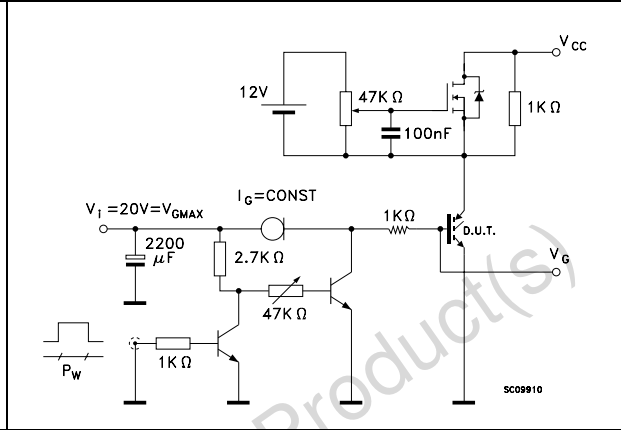 V CC
12V
47K Ω
1K Ω
100nF
I G =CONST
V i =20V=V GMAX
1K Ω
D.U.T.
2200
μF
2.7K Ω
V G
47K Ω
1K Ω
P W
SC09910
Product(s)